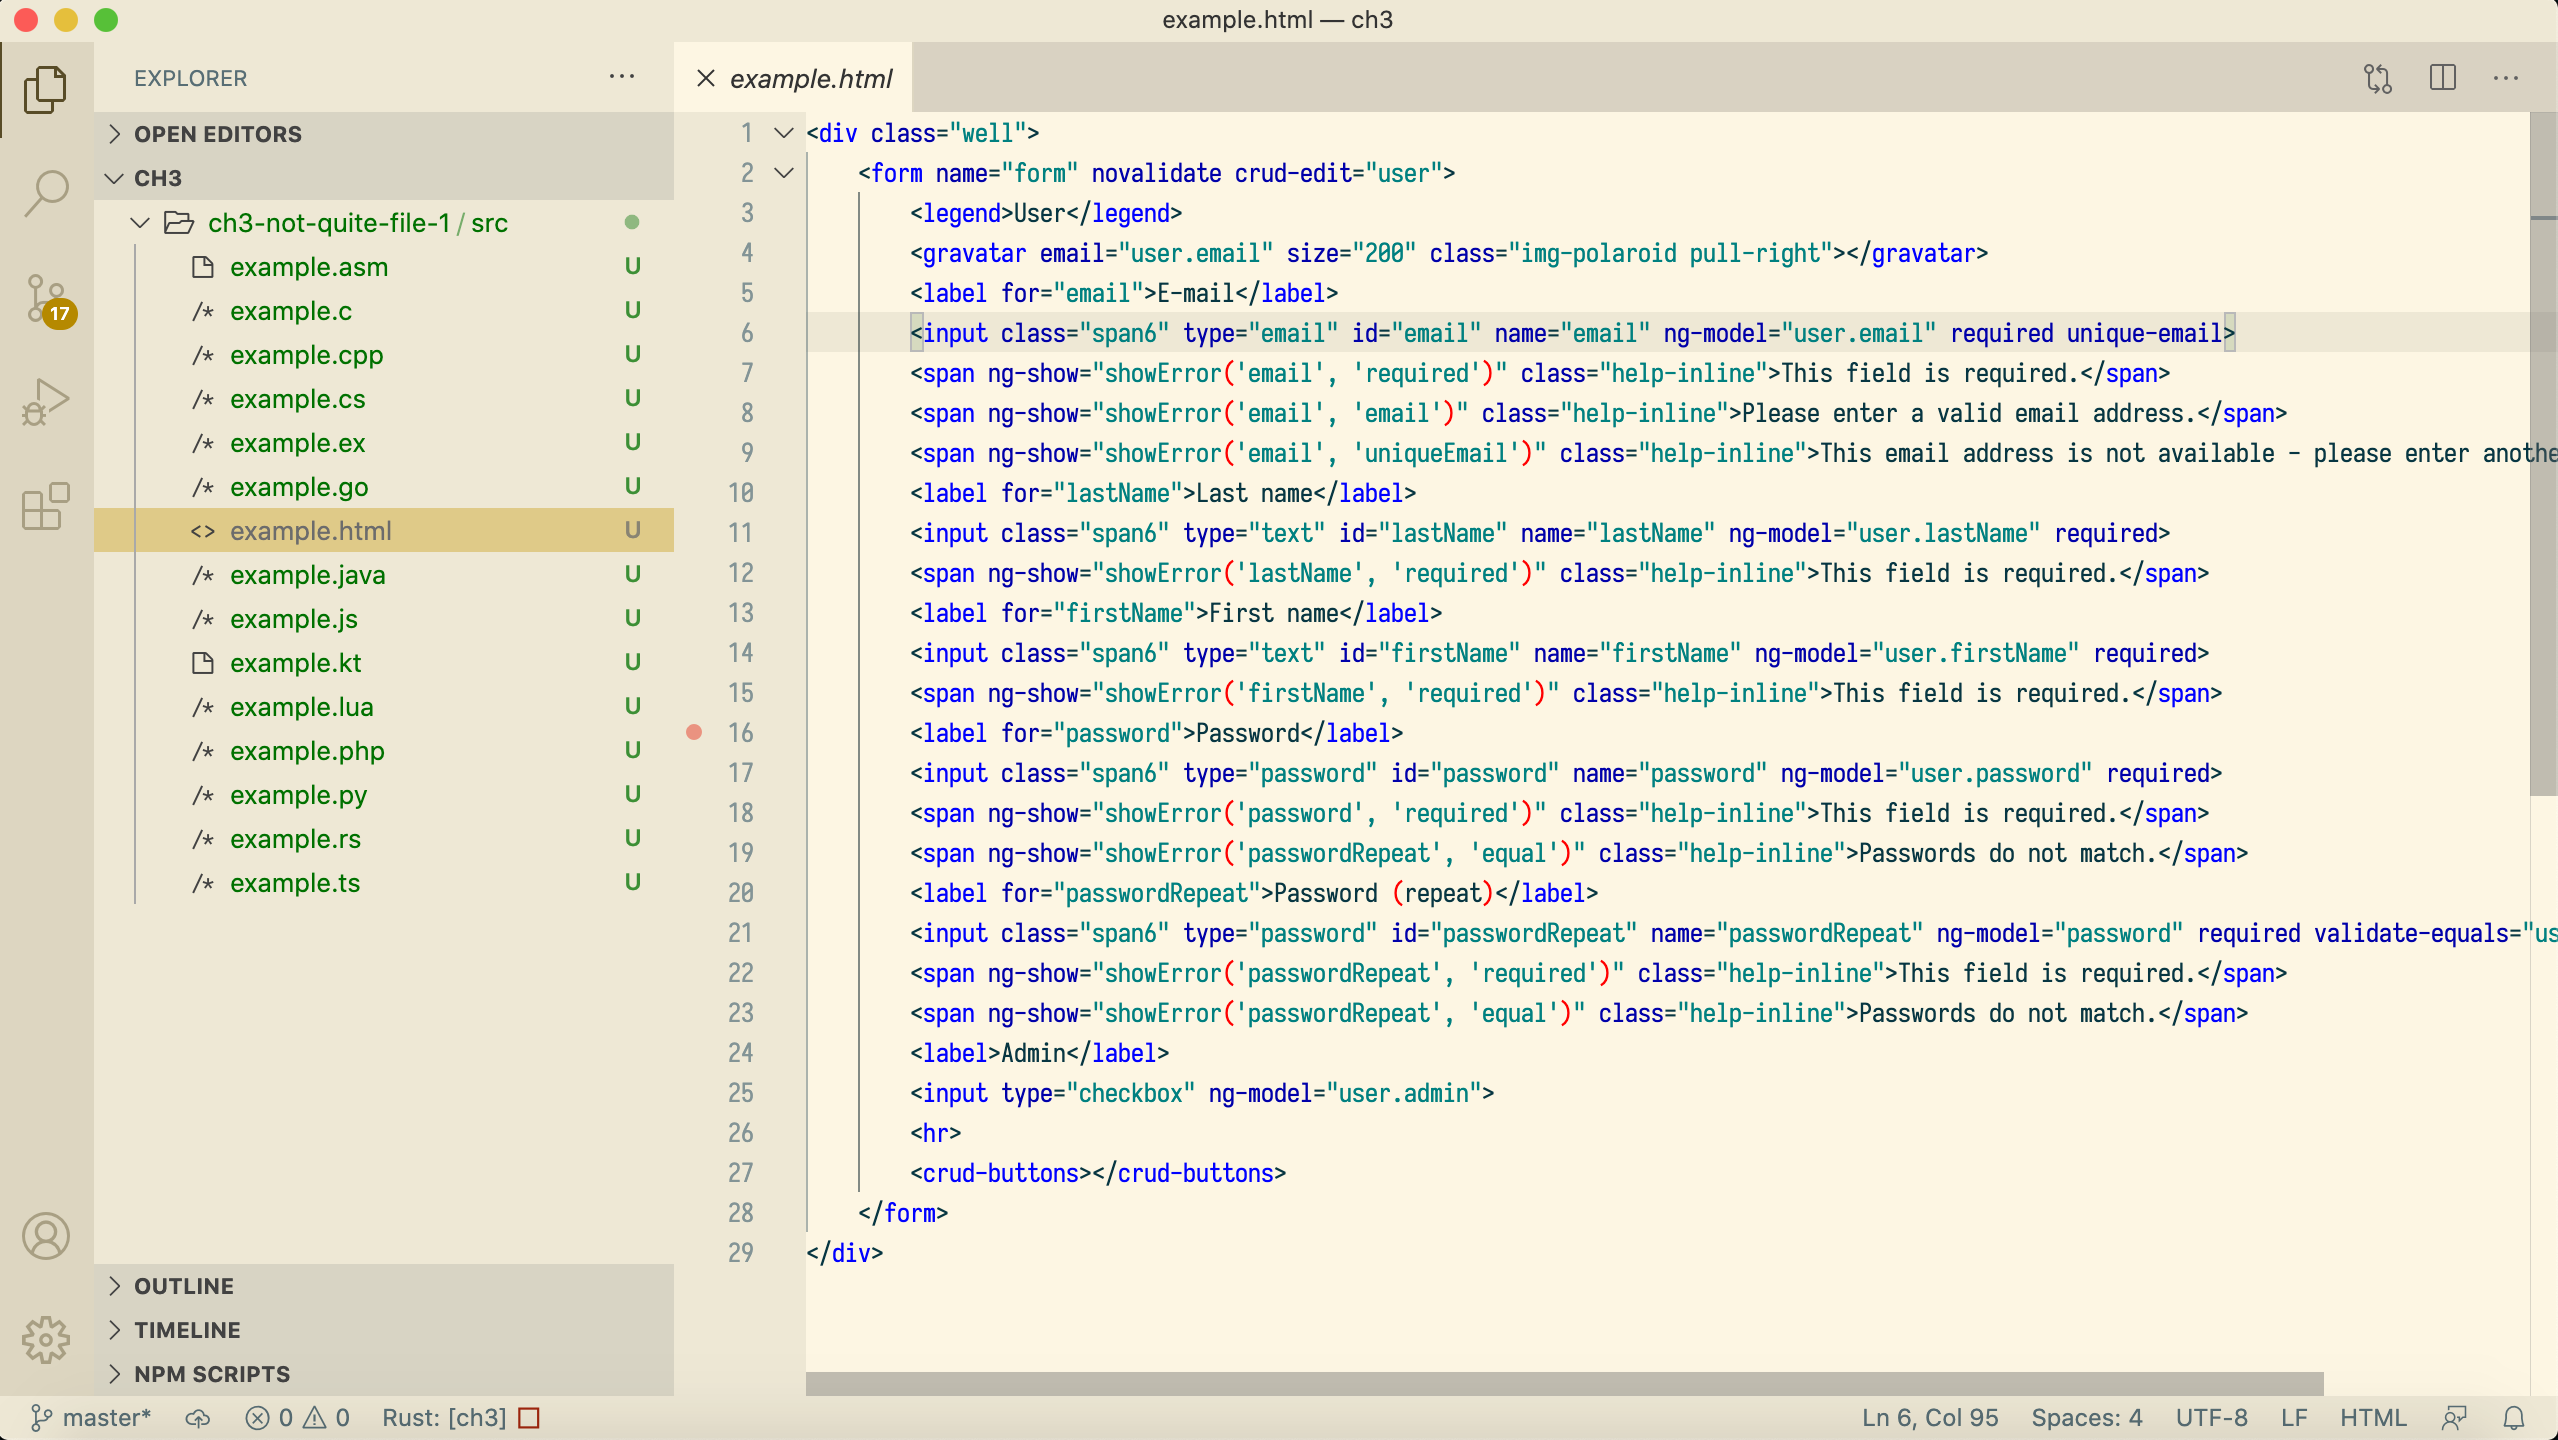 example.html — ch3
EXPLORER
example.html
OPEN EDITORS
CH3
ch3-not-quite-file-1 / src
example.asm U
/* example.c U
/* example.cpp U
/* example.cs U
/* example.ex U
/* example.go U
<> example.html U
/* example.java U
/* example.js U
example.kt U
/* example.lua U
/* example.php U
/* example.py U
/* example.rs U
/* example.ts U
17
OUTLINE
TIMELINE
NPM SCRIPTS
1 <div class="well">
2 <form name="form" novalidate crud-edit="user">
3 <legend>User</legend>
4 <gravatar email="user.email" size="200" class="img-polaroid pull-right"></gravatar>
5 <label for="email">E-mail</label>
6 <input class="span6" type="email" id="email" name="email" ng-model="user.email" required unique-email>
7 <span ng-show="showError('email', 'required')" class="help-inline">This field is required.</span>
8 <span ng-show="showError('email', 'email')" class="help-inline">Please enter a valid email address.</span>
9 <span ng-show="showError('email', 'uniqueEmail')" class="help-inline">This email address is not available - please enter anothe
10 <label for="lastName">Last name</label>
11 <input class="span6" type="text" id="lastName" name="lastName" ng-model="user.lastName" required>
12 <span ng-show="showError('lastName', 'required')" class="help-inline">This field is required.</span>
13 <label for="firstName">First name</label>
14 <input class="span6" type="text" id="firstName" name="firstName" ng-model="user.firstName" required>
15 <span ng-show="showError('firstName', 'required')" class="help-inline">This field is required.</span>
16 <label for="password">Password</label>
17 <input class="span6" type="password" id="password" name="password" ng-model="user.password" required>
18 <span ng-show="showError('password', 'required')" class="help-inline">This field is required.</span>
19 <span ng-show="showError('passwordRepeat', 'equal')" class="help-inline">Passwords do not match.</span>
20 <label for="passwordRepeat">Password (repeat)</label>
21 <input class="span6" type="password" id="passwordRepeat" name="passwordRepeat" ng-model="password" required validate-equals="us
22 <span ng-show="showError('passwordRepeat', 'required')" class="help-inline">This field is required.</span>
23 <span ng-show="showError('passwordRepeat', 'equal')" class="help-inline">Passwords do not match.</span>
24 <label>Admin</label>
25 <input type="checkbox" ng-model="user.admin">
26 <hr>
27 <crud-buttons></crud-buttons>
28 </form>
29 </div>
master* 0 0 Rust: [ch3] Ln 6, Col 95 Spaces: 4 UTF-8 LF HTML